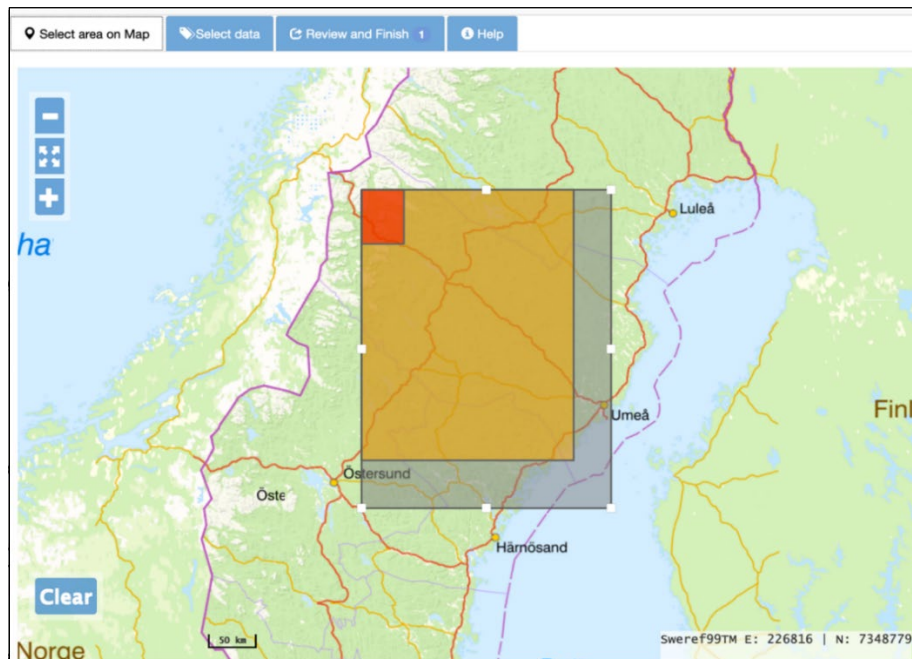 Select area on Map
Select data
Review and Finish 1
Help
ha
Luleå
Umeå
Finl
Östersund
Öste
Härnösand
Clear
50 km
Norge
Sweref99TM E: 226816 | N: 7348779